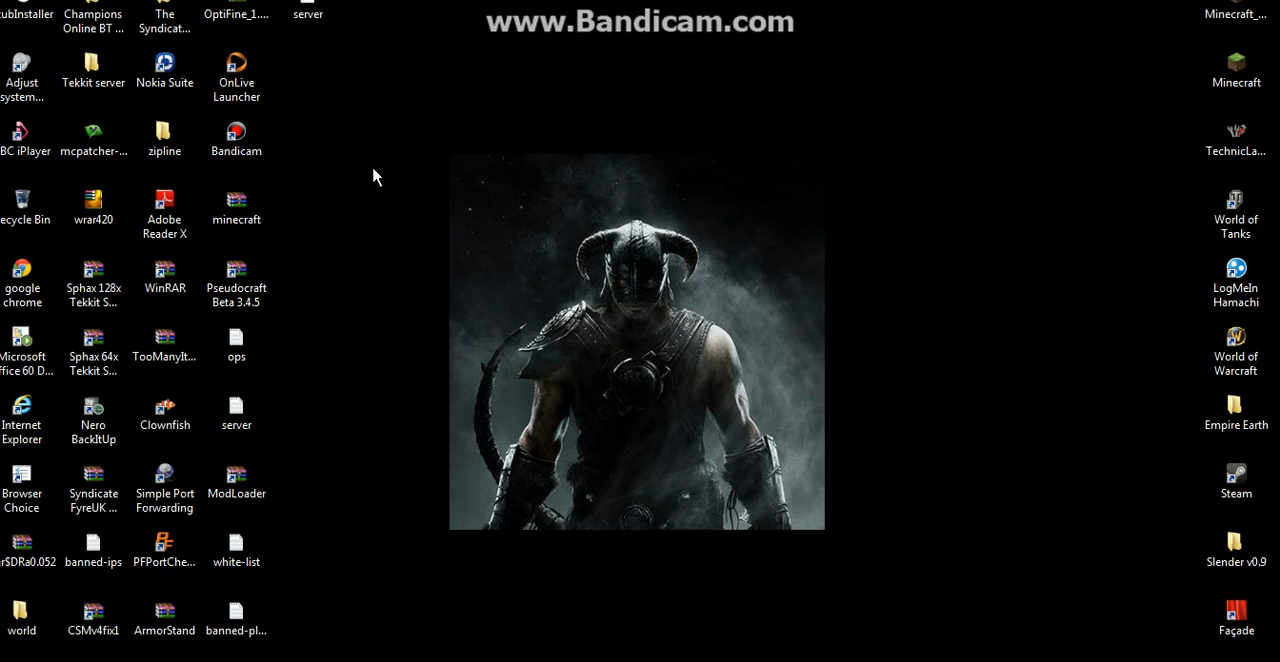 ubInstaller
Champions
Online BT ...
The
Syndicat...
OptiFine_1....
server
www.Bandicam.com
Minecraft_...
Adjust
system...
Tekkit server
Nokia Suite
OnLive
Launcher
Minecraft
BC iPlayer
mcpatcher-...
zipline
Bandicam
TechnicLa...
ecycle Bin
wrar420
Adobe
Reader X
minecraft
World of
Tanks
google
chrome
Sphax 128x
Tekkit S...
WinRAR
Pseudocraft
Beta 3.4.5
LogMeIn
Hamachi
Microsoft
ffice 60 D...
Sphax 64x
Tekkit S...
TooManyIt...
ops
World of
Warcraft
Internet
Explorer
Nero
BackItUp
Clownfish
server
Empire Earth
Browser
Choice
Syndicate
FyreUK ...
Simple Port
Forwarding
ModLoader
Steam
r$DRa0.052
banned-ips
PFPortChe...
white-list
Slender v0.9
world
CSMv4fix1
ArmorStand
banned-pl...
Façade